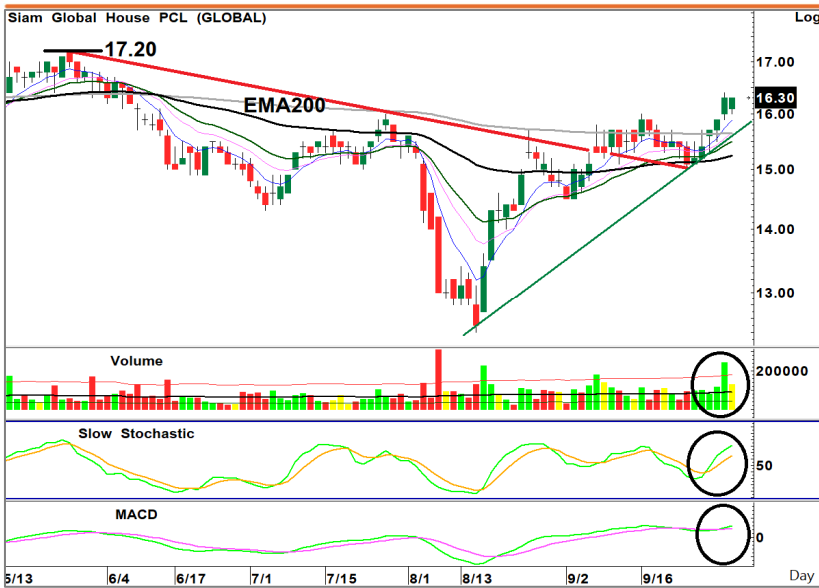 Siam Global House PCL (GLOBAL)
Log
17.20
EMA200
17.00
16.30
16.00
15.00
14.00
13.00
Volume
200000
Slow Stochastic
50
MACD
0
5/13 6/4 6/17 7/1 7/15 8/1 8/13 9/2 9/16 Day